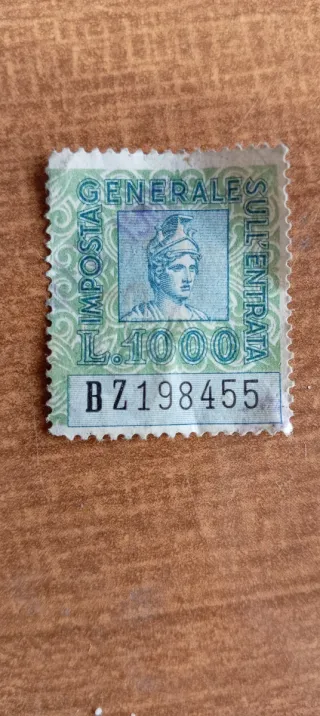 IMPOSTA
GENERALE
SULL'ENTRATA
L.1000
BZ198455